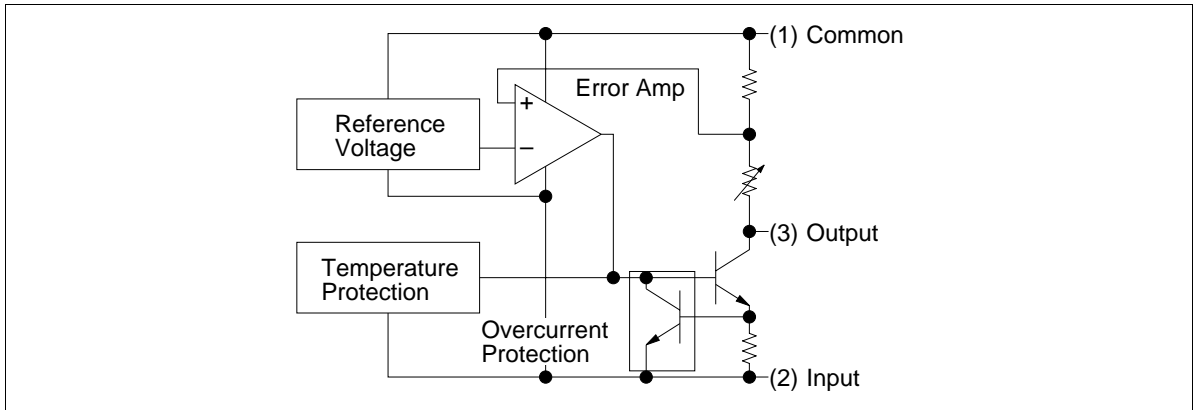 (1) Common
Error Amp
+
Reference
Voltage
−
(3) Output
Temperature
Protection
Overcurrent
Protection
(2) Input